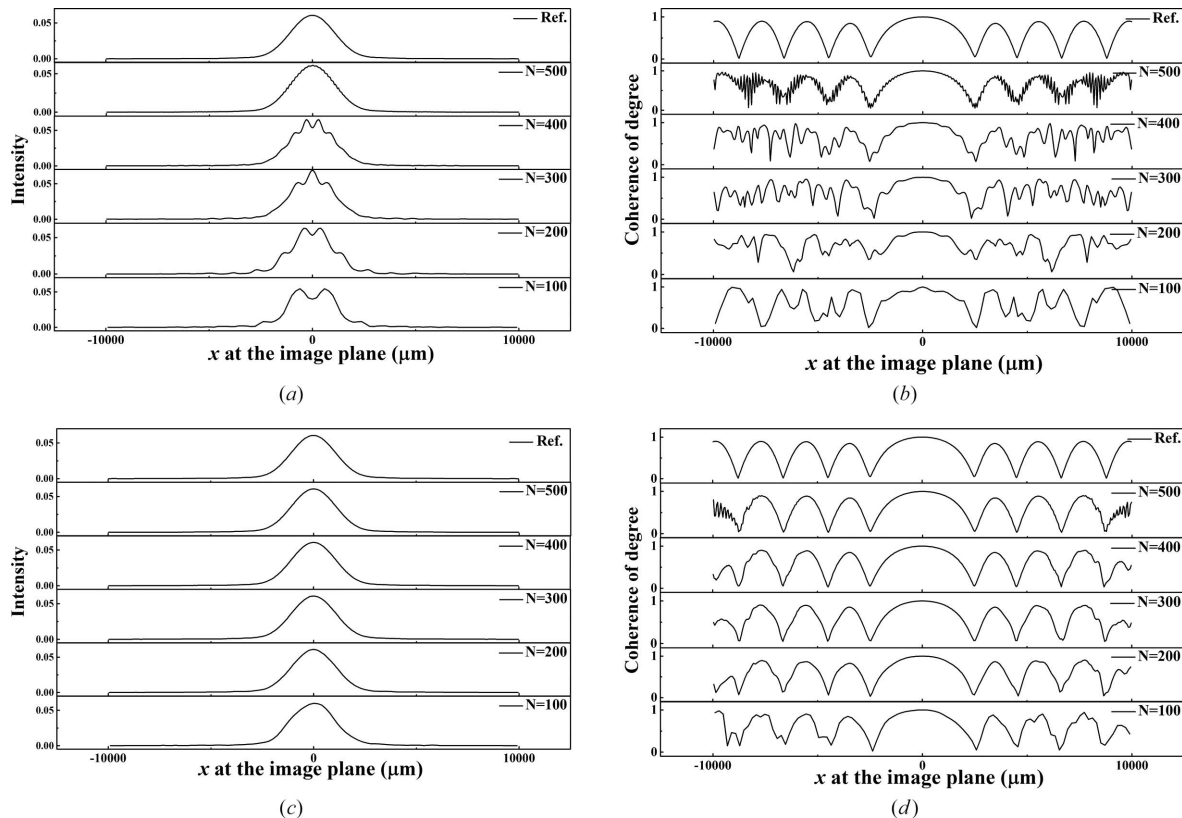 Intensity
0.05
0.00
Ref.
0.05
0.00
N=500
0.05
0.00
N=400
0.05
0.00
N=300
0.05
0.00
N=200
0.05
0.00
N=100
-10000 0 10000
x at the image plane (μm)
(a)
Coherence of degree
1
0
Ref.
1
0
N=500
1
0
N=400
1
0
N=300
1
0
N=200
1
0
N=100
-10000 0 10000
x at the image plane (μm)
(b)
Intensity
0.05
0.00
Ref.
0.05
0.00
N=500
0.05
0.00
N=400
0.05
0.00
N=300
0.05
0.00
N=200
0.05
0.00
N=100
-10000 0 10000
x at the image plane (μm)
(c)
Coherence of degree
1
0
Ref.
1
0
N=500
1
0
N=400
1
0
N=300
1
0
N=200
1
0
N=100
-10000 0 10000
x at the image plane (μm)
(d)